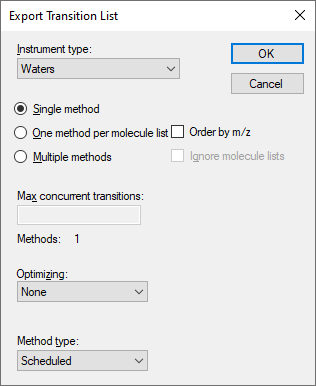 Export Transition List
Instrument type:
Waters
OK
Cancel
Single method
One method per molecule list
Order by m/z
Multiple methods
Ignore molecule lists
Max concurrent transitions:
Methods: 1
Optimizing:
None
Method type:
Scheduled